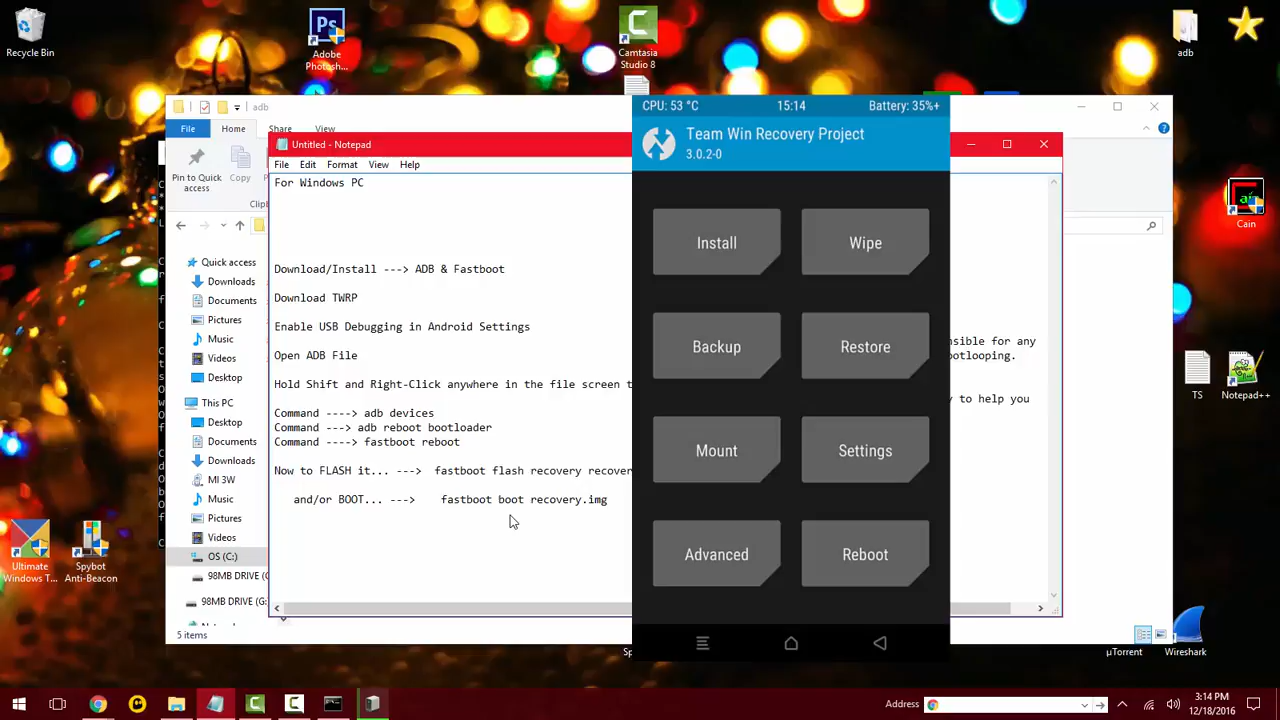 Recycle Bin
Adobe
Photosh...
Camtasia
Studio 8
adb
adb
File
Home
Share
View
Pin to Quick
access
Copy
Untitled - Notepad
File
Edit
Format
View
Help
For Windows PC
Download/Install ---> ADB & Fastboot
Download TWRP
Enable USB Debugging in Android Settings
Open ADB File
Hold Shift and Right-Click anywhere in the file screen
Command ----> adb devices
Command ---> adb reboot bootloader
Command ----> fastboot reboot
Now to FLASH it... ---> fastboot flash recovery
and/or BOOT... ---> fastboot boot recovery.img
for any
to help you
CPU: 53 °C
15:14
Battery: 35%+
Team Win Recovery Project
3.0.2-0
Install
Wipe
Backup
Restore
Mount
Settings
Advanced
Reboot
Quick access
Downloads
Documents
Pictures
Music
Videos
Desktop
This PC
Desktop
Documents
Downloads
MI 3W
Music
Pictures
Videos
OS (C:)
98MB DRIVE (
98MB DRIVE (G:
5 items
Cain
TS
Notepad++
Ultimate
Windows T...
Spybot
Anti-Beacon
µTorrent
Wireshark
Address
3:14 PM
12/18/2016